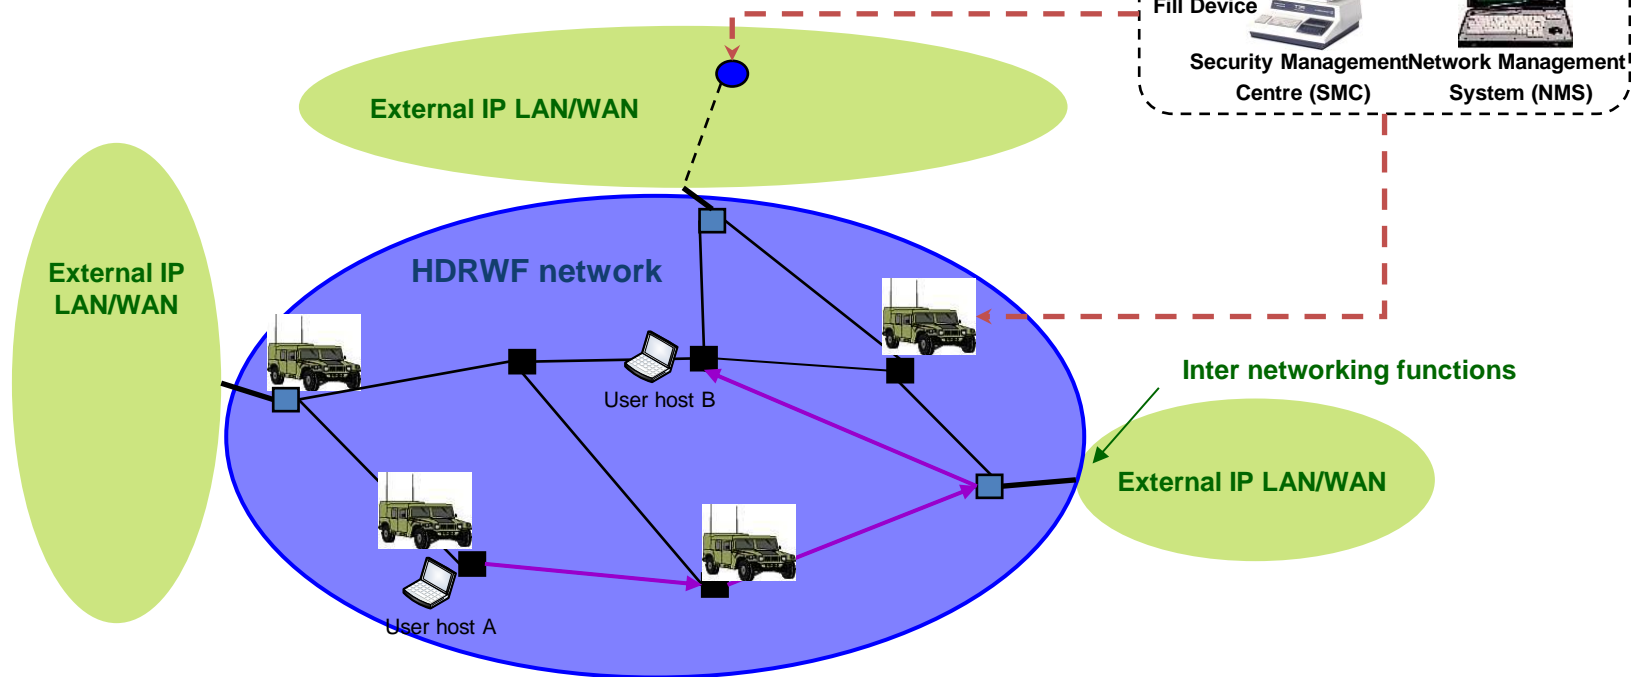 Fill Device
Security Management
Centre (SMC)
Network Management
System (NMS)
External IP LAN/WAN
External IP
LAN/WAN
HDRWF network
Inter networking functions
User host B
External IP LAN/WAN
User host A